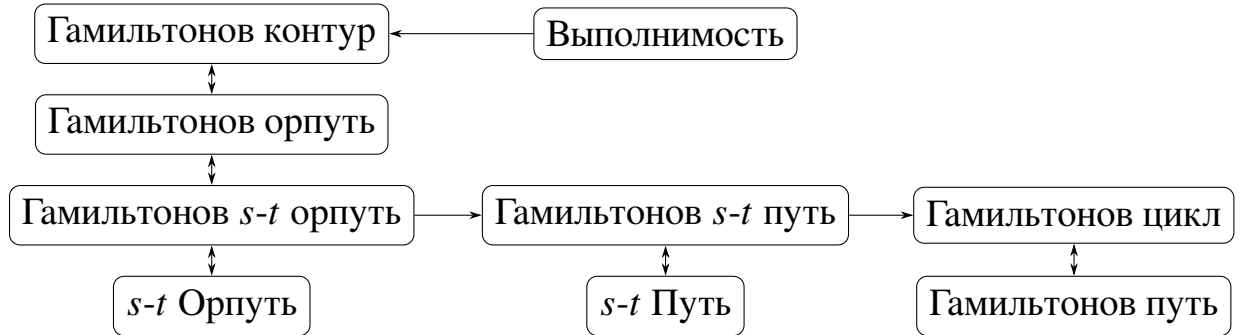 Гамильтонов контур
Выполнимость
Гамильтонов орпуть
Гамильтонов s-t орпуть
Гамильтонов s-t путь
Гамильтонов цикл
s-t Орпуть
s-t Путь
Гамильтонов путь